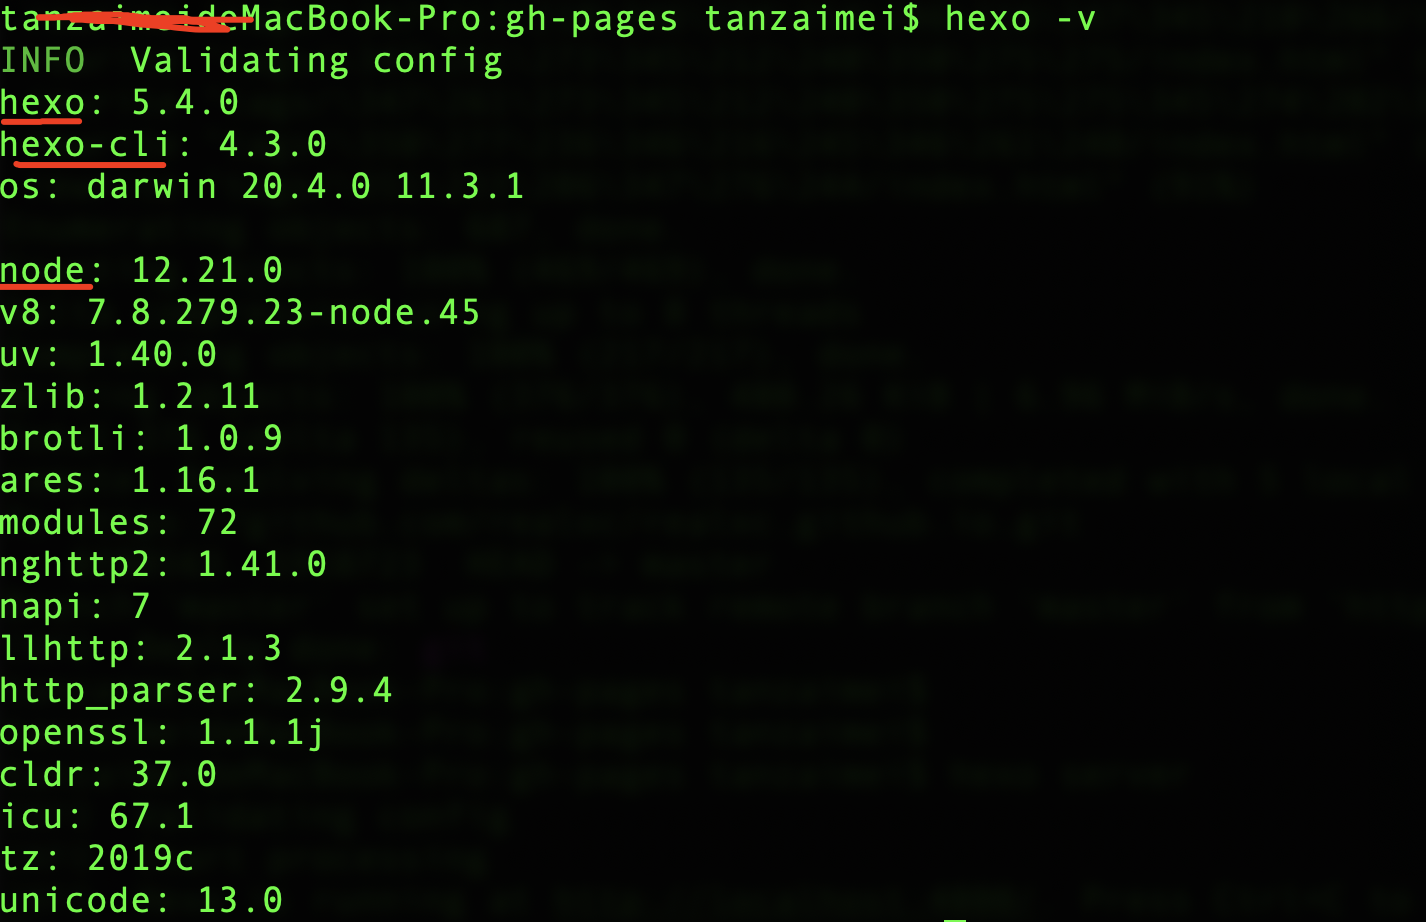 tanzaimeideMacBook-Pro:gh-pages tanzaimei$ hexo -v
INFO  Validating config
hexo: 5.4.0
hexo-cli: 4.3.0
os: darwin 20.4.0 11.3.1
node: 12.21.0
v8: 7.8.279.23-node.45
uv: 1.40.0
zlib: 1.2.11
brotli: 1.0.9
ares: 1.16.1
modules: 72
nghttp2: 1.41.0
napi: 7
llhttp: 2.1.3
http_parser: 2.9.4
openssl: 1.1.1j
cldr: 37.0
icu: 67.1
tz: 2019c
unicode: 13.0